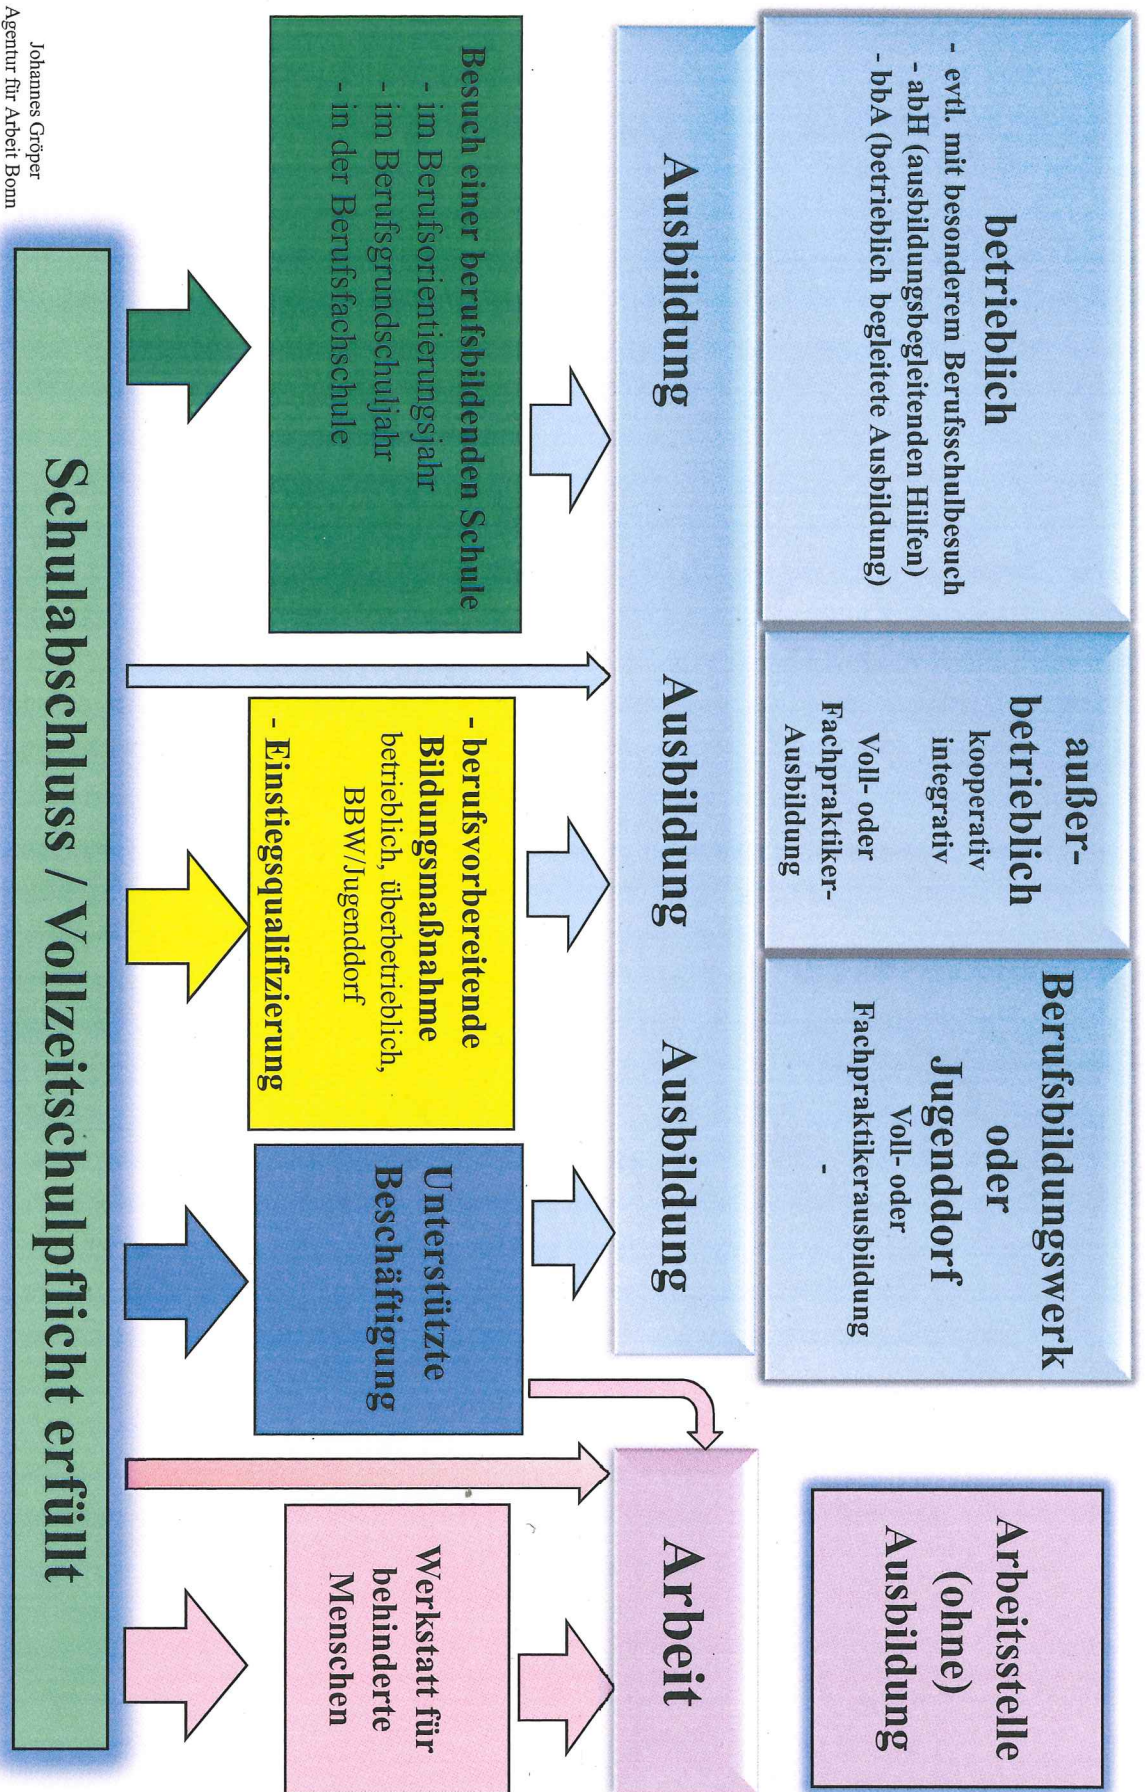 betrieblich
- evtl. mit besonderem Berufsschulbesuch
- abH (ausbildungsbegleitenden Hilfen)
- bbA (betrieblich begleitete Ausbildung)
außer-
betrieblich
kooperativ
integrativ
Voll- oder
Fachpraktiker-
Ausbildung
Berufsbildungswerk
oder
Jugenddorf
Voll- oder
Fachpraktikerausbildung
-
Arbeitsstelle
(ohne)
Ausbildung
Ausbildung
Ausbildung
Ausbildung
Arbeit
Besuch einer berufsbildenden Schule
- im Berufsorientierungsjahr
- im Berufsgrundschuljahr
- in der Berufsfachschule
- berufsvorbereitende
Bildungsmaßnahme
betrieblich, überbetrieblich,
BBW/Jugenddorf
- Einstiegsqualifizierung
Unterstützte
Beschäftigung
Werkstatt für
behinderte
Menschen
Schulabschluss / Vollzeitschulpflicht erfüllt
Johannes Gröper
Agentur für Arbeit Bonn